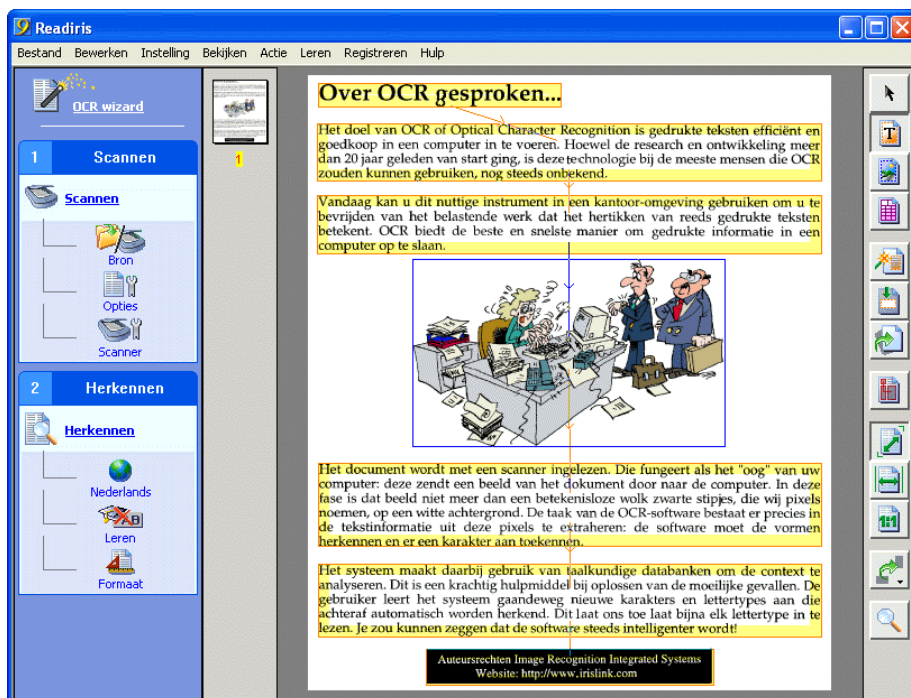 Readiris
Bestand Bewerken Instelling Bekijken Actie Leren Registreren Hulp
OCR wizard
1 Scannen
Scannen
Bron
Opties
Scanner
2 Herkennen
Herkennen
Nederlands
Leren
Formaat
1
Over OCR gesproken...
Het doel van OCR of Optical Character Recognition is gedrukte teksten efficiënt en
goedkoop in een computer in te voeren. Hoewel de research en ontwikkeling meer
dan 20 jaar geleden van start ging, is deze technologie bij de meeste mensen die OCR
zouden kunnen gebruiken, nog steeds onbekend.
Vandaag kan u dit nuttige instrument in een kantoor-omgeving gebruiken om u te
bevrijden van het belastende werk dat het hertikken van reeds gedrukte teksten
betekent. OCR biedt de beste en snelste manier om gedrukte informatie in een
computer op te slaan.
Het document wordt met een scanner ingelezen. Die fungeert als het "oog" van uw
computer: deze zendt een beeld van het dokument door naar de computer. In deze
fase is dat beeld niet meer dan een betekenisloze wolk zwarte stipjes, die wij pixels
noemen, op een witte achtergrond. De taak van de OCR-software bestaat er precies in
de tekstinformatie uit deze pixels te extraheren: de software moet de vormen
herkennen en er een karakter aan toekennen.
Het systeem maakt daarbij gebruik van taalkundige databanken om de context te
analyseren. Dit is een krachtig hulpmiddel bij oplossen van de moeilijke gevallen. De
gebruiker leert het systeem gaandeweg nieuwe karakters en lettertypes aan die
achteraf automatisch worden herkend. Dit laat ons toe laat bijna elk lettertype in te
lezen. Je zou kunnen zeggen dat de software steeds intelligenter wordt!
Auteursrechten Image Recognition Integrated Systems
Website: http://www.irislink.com
T
1:1